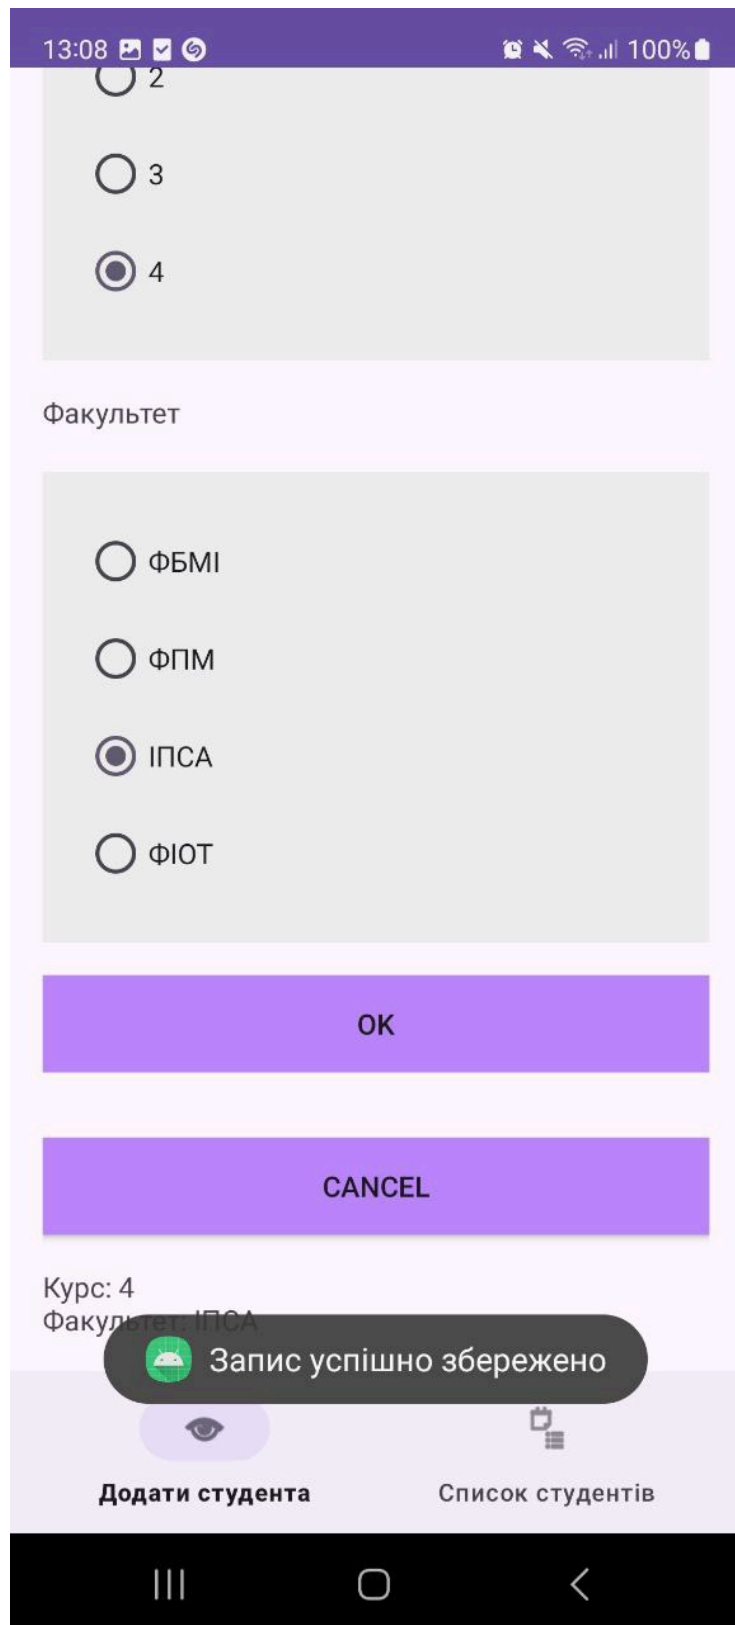 13:08 100%
2
3
4
Факультет
ФБМІ
ФПМ
ІПСА
ФІОТ
OK
CANCEL
Курс: 4
Факультет: ІПСА
Запис успішно збережено
Додати студента Список студентів